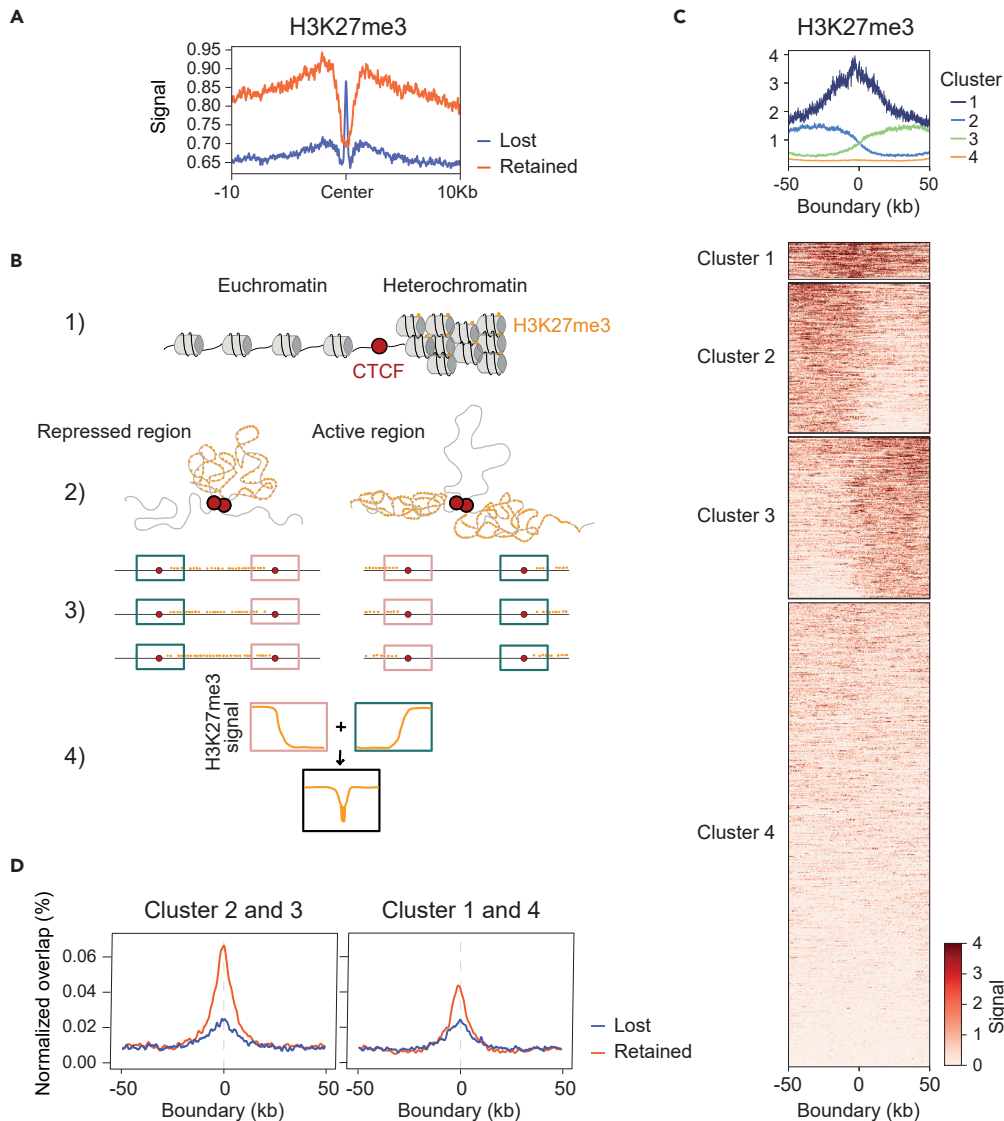 A
H3K27me3
Signal
0.95
0.90
0.85
0.80
0.75
0.70
0.65
-10
Center
10Kb
Lost
Retained
B
Euchromatin
Heterochromatin
1)
H3K27me3
CTCF
Repressed region
Active region
2)
3)
4)
H3K27me3
signal
+
C
H3K27me3
4
3
2
1
-50
0
50
Boundary (kb)
Cluster
1
2
3
4
Cluster 1
Cluster 2
Cluster 3
Cluster 4
-50
0
50
Boundary (kb)
4
3
2
1
0
Signal
D
Normalized overlap (%)
Cluster 2 and 3
Cluster 1 and 4
0.06
0.04
0.02
0.00
-50
0
50
Boundary (kb)
-50
0
50
Boundary (kb)
Lost
Retained